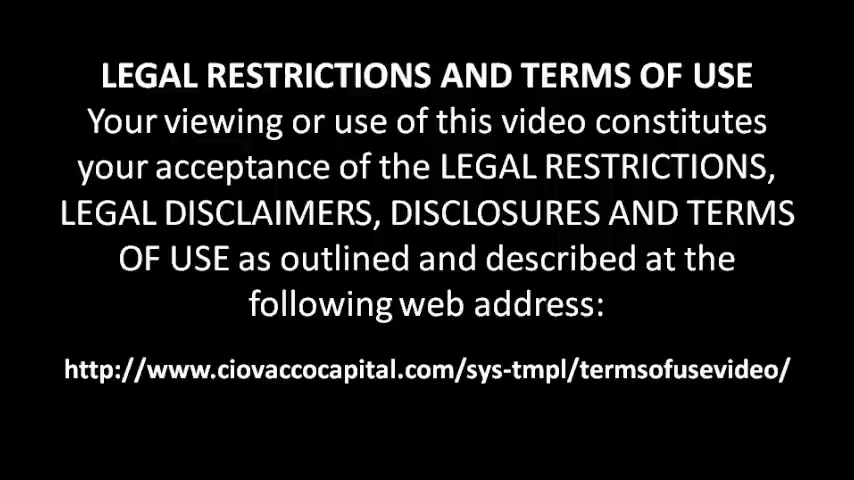 LEGAL RESTRICTIONS AND TERMS OF USE
Your viewing or use of this video constitutes
your acceptance of the LEGAL RESTRICTIONS,
LEGAL DISCLAIMERS, DISCLOSURES AND TERMS
OF USE as outlined and described at the
following web address:
http://www.ciovaccocapital.com/sys-tmpl/termsofusevideo/